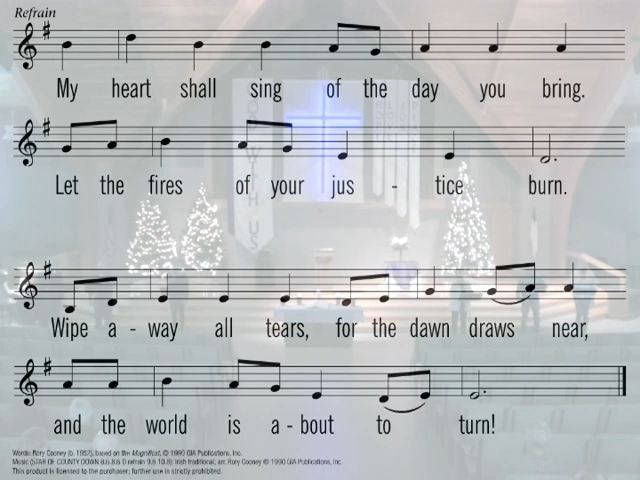 Refrain
My heart shall sing of the day you bring.
Let the fires of your jus - tice burn.
Wipe a - way all tears, for the dawn draws near,
and the world is a - bout to turn!
Words: Rory Cooney (b. 1952), based on the Magnificat, © 1990 GIA Publications, Inc.
Music (STAR OF COUNTY DOWN 8.8.8.8 D refrain 9.8.10.8): Irish traditional; arr. Rory Cooney © 1990 GIA Publications, Inc.
This product is licensed to the purchaser; further use is strictly prohibited.